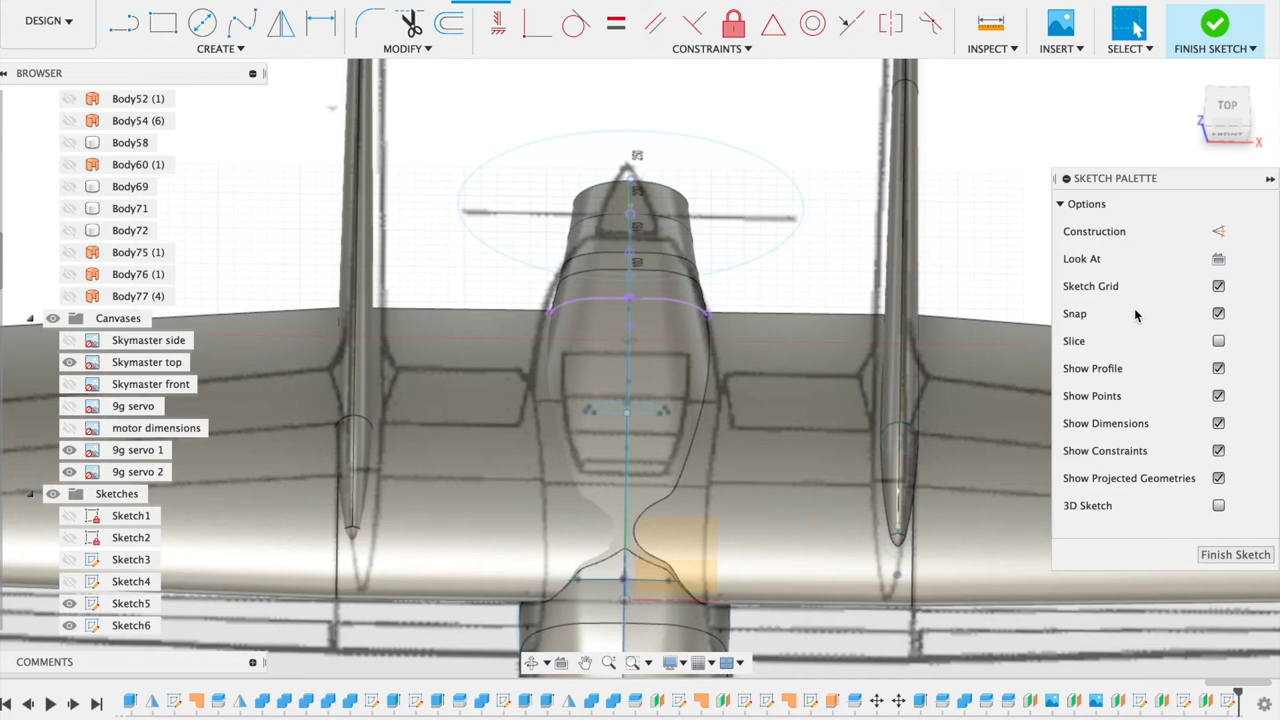 DESIGN ▾
CREATE ▾
MODIFY ▾
CONSTRAINTS ▾
INSPECT ▾
INSERT ▾
SELECT ▾
FINISH SKETCH ▾
BROWSER
Body52 (1)
Body54 (6)
Body58
Body60 (1)
Body69
Body71
Body72
Body75 (1)
Body76 (1)
Body77 (4)
Canvases
Skymaster side
Skymaster top
Skymaster front
9g servo
motor dimensions
9g servo 1
9g servo 2
Sketches
Sketch1
Sketch2
Sketch3
Sketch4
Sketch5
Sketch6
COMMENTS
TOP
FRONT
Z
X
100
SKETCH PALETTE
Options
Construction
Look At
Sketch Grid
Snap
Slice
Show Profile
Show Points
Show Dimensions
Show Constraints
Show Projected Geometries
3D Sketch
Finish Sketch